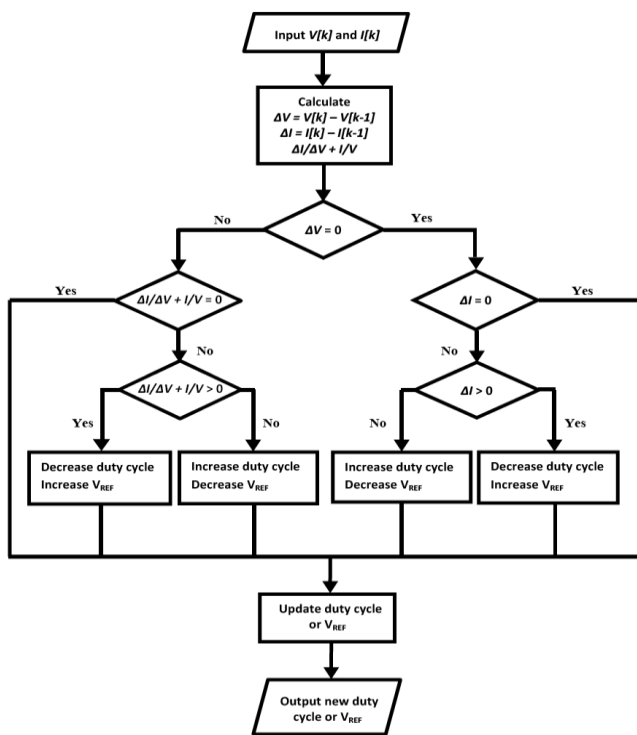 Input V[k] and I[k]
Calculate
ΔV = V[k] – V[k-1]
ΔI = I[k] – I[k-1]
ΔI/ΔV + I/V
No
Yes
ΔV = 0
Yes
ΔI/ΔV + I/V = 0
ΔI = 0
Yes
No
No
ΔI/ΔV + I/V > 0
ΔI > 0
Yes
No
No
Yes
Decrease duty cycle
Increase VREF
Increase duty cycle
Decrease VREF
Increase duty cycle
Decrease VREF
Decrease duty cycle
Increase VREF
Update duty cycle
or VREF
Output new duty
cycle or VREF